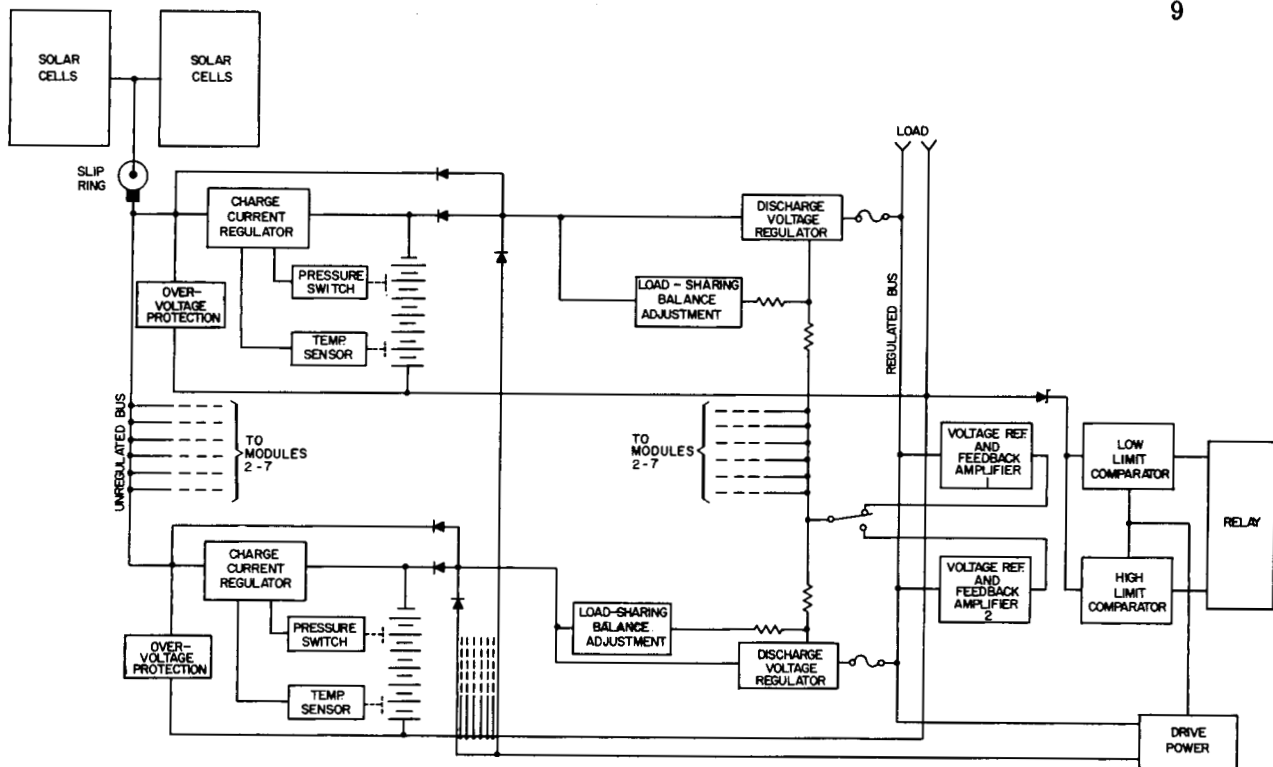 9
SOLAR
CELLS
SOLAR
CELLS
SLIP
RING
LOAD
CHARGE
CURRENT
REGULATOR
DISCHARGE
VOLTAGE
REGULATOR
PRESSURE
SWITCH
OVER-
VOLTAGE
PROTECTION
LOAD - SHARING
BALANCE
ADJUSTMENT
TEMP.
SENSOR
REGULATED BUS
UNREGULATED BUS
TO
MODULES
2 - 7
TO
MODULES
2 - 7
VOLTAGE REF.
AND
FEEDBACK
AMPLIFIER
1
LOW
LIMIT
COMPARATOR
RELAY
CHARGE
CURRENT
REGULATOR
VOLTAGE REF.
AND
FEEDBACK
AMPLIFIER
2
HIGH
LIMIT
COMPARATOR
PRESSURE
SWITCH
LOAD-SHARING
BALANCE
ADJUSTMENT
OVER-
VOLTAGE
PROTECTION
DISCHARGE
VOLTAGE
REGULATOR
TEMP.
SENSOR
DRIVE
POWER